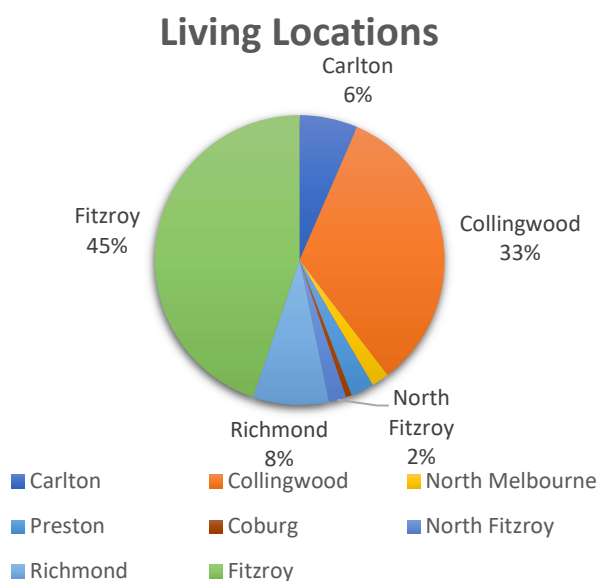 Living Locations
Carlton
6%
Collingwood
33%
Fitzroy
45%
North
Fitzroy
2%
Richmond
8%
Carlton
Collingwood
North Melbourne
Preston
Coburg
North Fitzroy
Richmond
Fitzroy